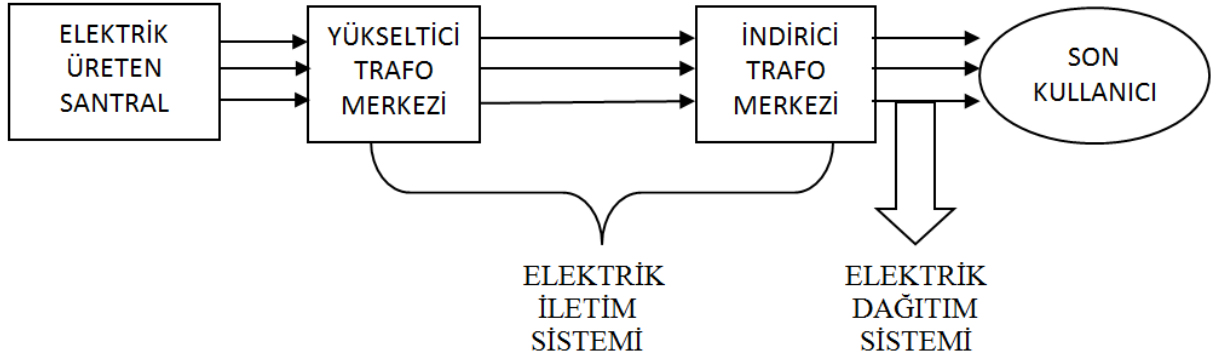 ELEKTRİK
ÜRETEN
SANTRAL
YÜKSELTİCİ
TRAFO
MERKEZİ
İNDİRİCİ
TRAFO
MERKEZİ
SON
KULLANICI
ELEKTRİK
İLETİM
SİSTEMİ
ELEKTRİK
DAĞITIM
SİSTEMİ